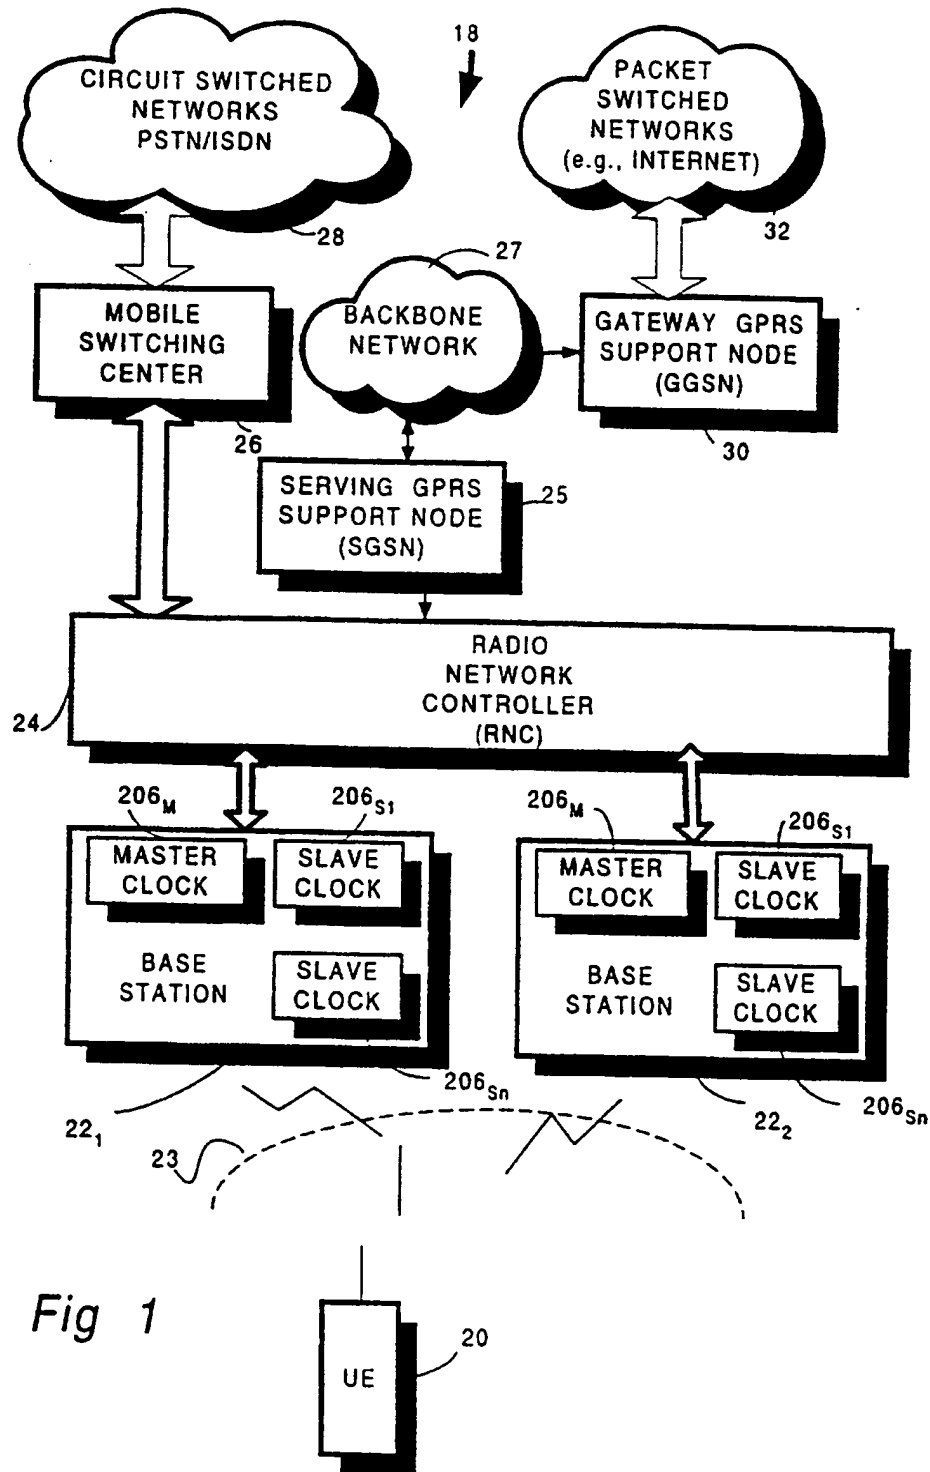 18
CIRCUIT SWITCHED
NETWORKS
PSTN/ISDN
28
PACKET
SWITCHED
NETWORKS
(e.g., INTERNET)
32
27
MOBILE
SWITCHING
CENTER
26
BACKBONE
NETWORK
GATEWAY GPRS
SUPPORT NODE
(GGSN)
30
SERVING GPRS
SUPPORT NODE
(SGSN)
25
RADIO
NETWORK
CONTROLLER
(RNC)
24
206M
206S1
206M
206S1
MASTER
CLOCK
SLAVE
CLOCK
BASE
STATION
SLAVE
CLOCK
MASTER
CLOCK
SLAVE
CLOCK
BASE
STATION
SLAVE
CLOCK
206Sn
206Sn
221
222
23
Fig 1
UE
20